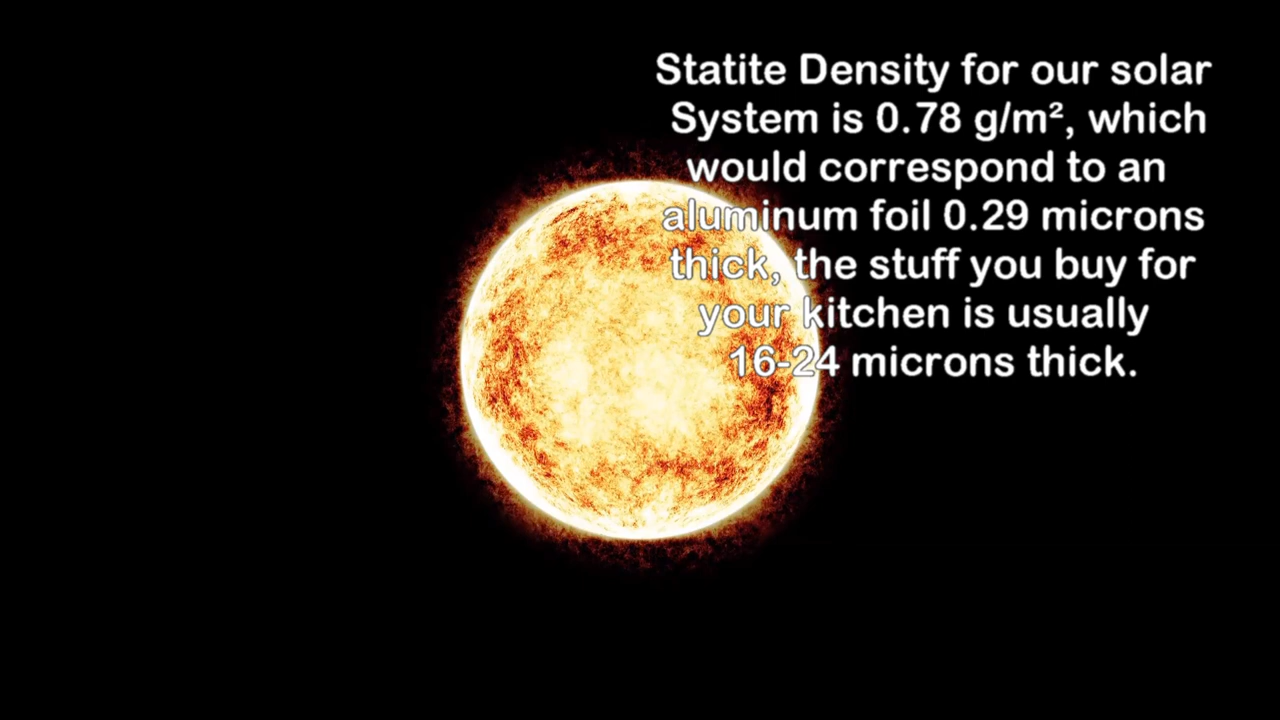 Statite Density for our solar
System is 0.78 g/m², which
would correspond to an
aluminum foil 0.29 microns
thick, the stuff you buy for
your kitchen is usually
16-24 microns thick.